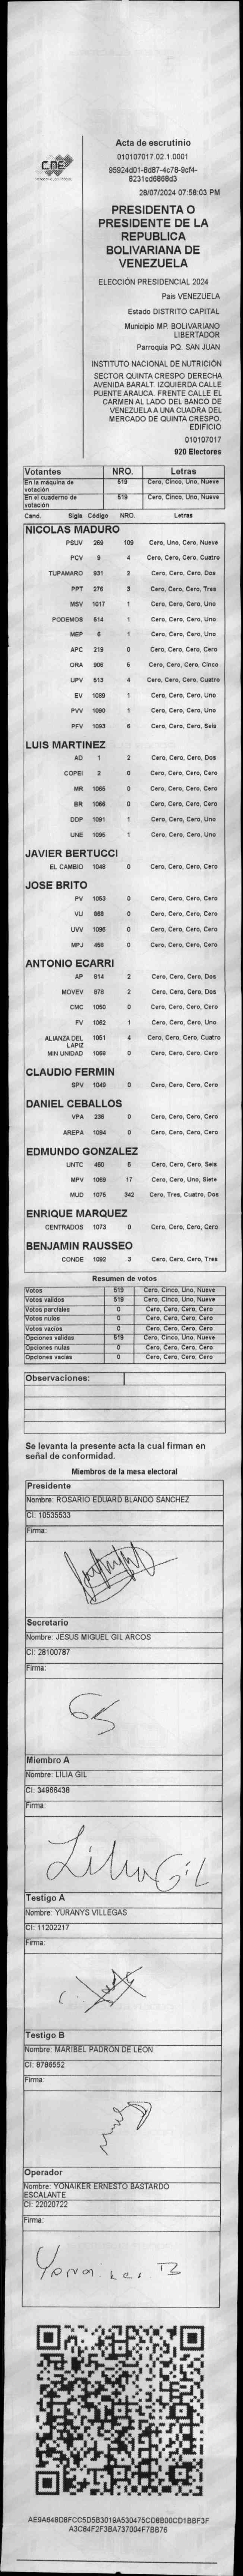 CNE
Acta de escrutinio
010107017.02.1.0001
95924d01-8d87-4c78-9cf4-
8231cd6868d3
28/07/2024 07:58:03 PM
PRESIDENTA O
PRESIDENTE DE LA
REPUBLICA
BOLIVARIANA DE
VENEZUELA
ELECCIÓN PRESIDENCIAL 2024
País VENEZUELA
Estado DISTRITO CAPITAL
Municipio MP. BOLIVARIANO
LIBERTADOR
Parroquia PQ. SAN JUAN
INSTITUTO NACIONAL DE NUTRICIÓN
SECTOR QUINTA CRESPO DERECHA
AVENIDA BARALT. IZQUIERDA CALLE
PUENTE ARAUCA. FRENTE CALLE EL
CARMEN AL LADO DEL BANCO DE
VENEZUELA A UNA CUADRA DEL
MERCADO DE QUINTA CRESPO.
EDIFICIO
010107017
920 Electores
Votantes NRO. Letras
En la máquina de votación 519 Cero, Cinco, Uno, Nueve
En el cuaderno de votación 519 Cero, Cinco, Uno, Nueve
Cand. Sigla Código NRO. Letras
NICOLAS MADURO
PSUV 269 109 Cero, Uno, Cero, Nueve
PCV 9 4 Cero, Cero, Cero, Cuatro
TUPAMARO 931 2 Cero, Cero, Cero, Dos
PPT 275 3 Cero, Cero, Cero, Tres
MSV 1017 1 Cero, Cero, Cero, Uno
PODEMOS 514 1 Cero, Cero, Cero, Uno
MEP 6 1 Cero, Cero, Cero, Uno
APC 219 0 Cero, Cero, Cero, Cero
ORA 906 5 Cero, Cero, Cero, Cinco
UPV 513 4 Cero, Cero, Cero, Cuatro
EV 1089 1 Cero, Cero, Cero, Uno
PVV 1090 1 Cero, Cero, Cero, Uno
PFV 1093 6 Cero, Cero, Cero, Seis
LUIS MARTINEZ
AD 1 2 Cero, Cero, Cero, Dos
COPEI 2 0 Cero, Cero, Cero, Cero
MR 1065 0 Cero, Cero, Cero, Cero
BR 1066 0 Cero, Cero, Cero, Cero
DDP 1091 1 Cero, Cero, Cero, Uno
UNE 1095 1 Cero, Cero, Cero, Uno
JAVIER BERTUCCI
EL CAMBIO 1048 0 Cero, Cero, Cero, Cero
JOSE BRITO
PV 1053 0 Cero, Cero, Cero, Cero
VU 988 0 Cero, Cero, Cero, Cero
UVV 1096 0 Cero, Cero, Cero, Cero
MPJ 458 0 Cero, Cero, Cero, Cero
ANTONIO ECARRI
AP 914 2 Cero, Cero, Cero, Dos
MOVEV 878 2 Cero, Cero, Cero, Dos
CMC 1050 0 Cero, Cero, Cero, Cero
FV 1062 1 Cero, Cero, Cero, Uno
ALIANZA DEL LAPIZ 1051 4 Cero, Cero, Cero, Cuatro
MIN UNIDAD 1068 0 Cero, Cero, Cero, Cero
CLAUDIO FERMIN
SPV 1049 0 Cero, Cero, Cero, Cero
DANIEL CEBALLOS
VPA 236 0 Cero, Cero, Cero, Cero
AREPA 1094 0 Cero, Cero, Cero, Cero
EDMUNDO GONZALEZ
UNTC 490 6 Cero, Cero, Cero, Seis
MPV 1069 17 Cero, Cero, Uno, Siete
MUD 1075 342 Cero, Tres, Cuatro, Dos
ENRIQUE MARQUEZ
CENTRADOS 1073 0 Cero, Cero, Cero, Cero
BENJAMIN RAUSSEO
CONDE 1092 3 Cero, Cero, Cero, Tres
Resumen de votos
Votos 519 Cero, Cinco, Uno, Nueve
Votos validos 519 Cero, Cinco, Uno, Nueve
Votos parciales 0 Cero, Cero, Cero, Cero
Votos nulos 0 Cero, Cero, Cero, Cero
Votos vacios 0 Cero, Cero, Cero, Cero
Opciones validas 519 Cero, Cinco, Uno, Nueve
Opciones nulas 0 Cero, Cero, Cero, Cero
Opciones vacias 0 Cero, Cero, Cero, Cero
Observaciones:
Se levanta la presente acta la cual firman en
señal de conformidad.
Miembros de la mesa electoral
Presidente
Nombre: ROSARIO EDUARD BLANDO SANCHEZ
CI: 10535533
Firma:
Secretario
Nombre: JESUS MIGUEL GIL ARCOS
CI: 28100787
Firma:
Miembro A
Nombre: LILIA GIL
CI: 34966438
Firma:
Lilia Gil
Testigo A
Nombre: YURANYS VILLEGAS
CI: 11202217
Firma:
Testigo B
Nombre: MARIBEL PADRON DE LEON
CI: 8786552
Firma:
Operador
Nombre: YONAIKER ERNESTO BASTARDO
ESCALANTE
CI: 22020722
Firma:
Yonaiker B
AE9A648D8FCC5D5B3019A530475CD8B00CD1BBF3F
A3C84F2F3BA737004F7BB76